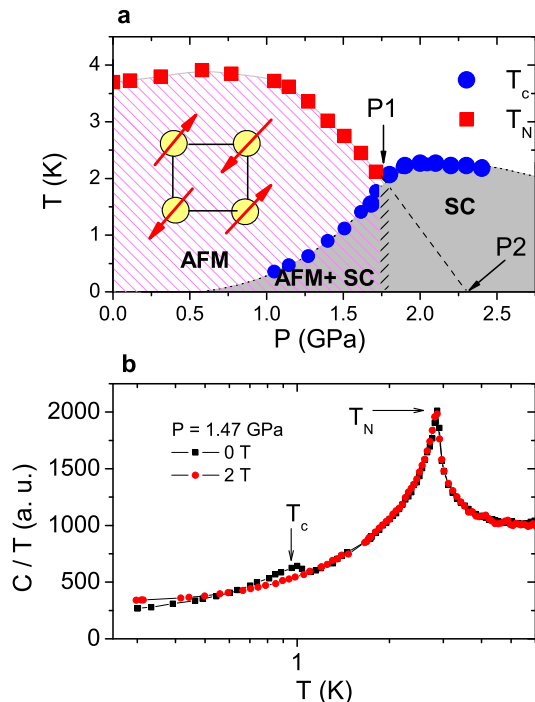 a
T (K)
4
3
2
1
0
0.0
0.5
1.0
1.5
2.0
2.5
P (GPa)
T_c
T_N
P1
P2
SC
AFM
AFM+ SC
b
C / T (a. u.)
2000
1500
1000
500
0
P = 1.47 GPa
0 T
2 T
T_N
T_c
1
T (K)